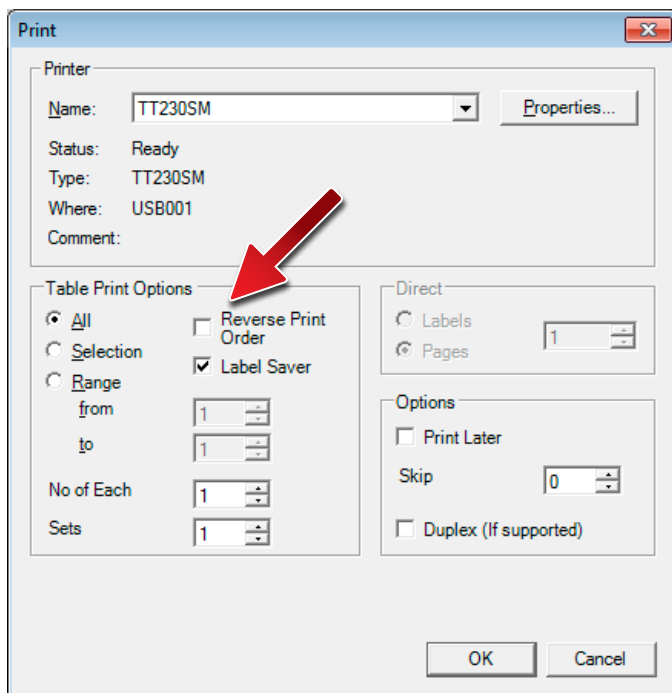 Print
Printer
Name: TT230SM Properties...
Status: Ready
Type: TT230SM
Where: USB001
Comment:
Table Print Options
All
Selection
Range
from 1
to 1
No of Each 1
Sets 1
Reverse Print
Order
Label Saver
Direct
Labels
Pages
1
Options
Print Later
Skip 0
Duplex (If supported)
OK Cancel